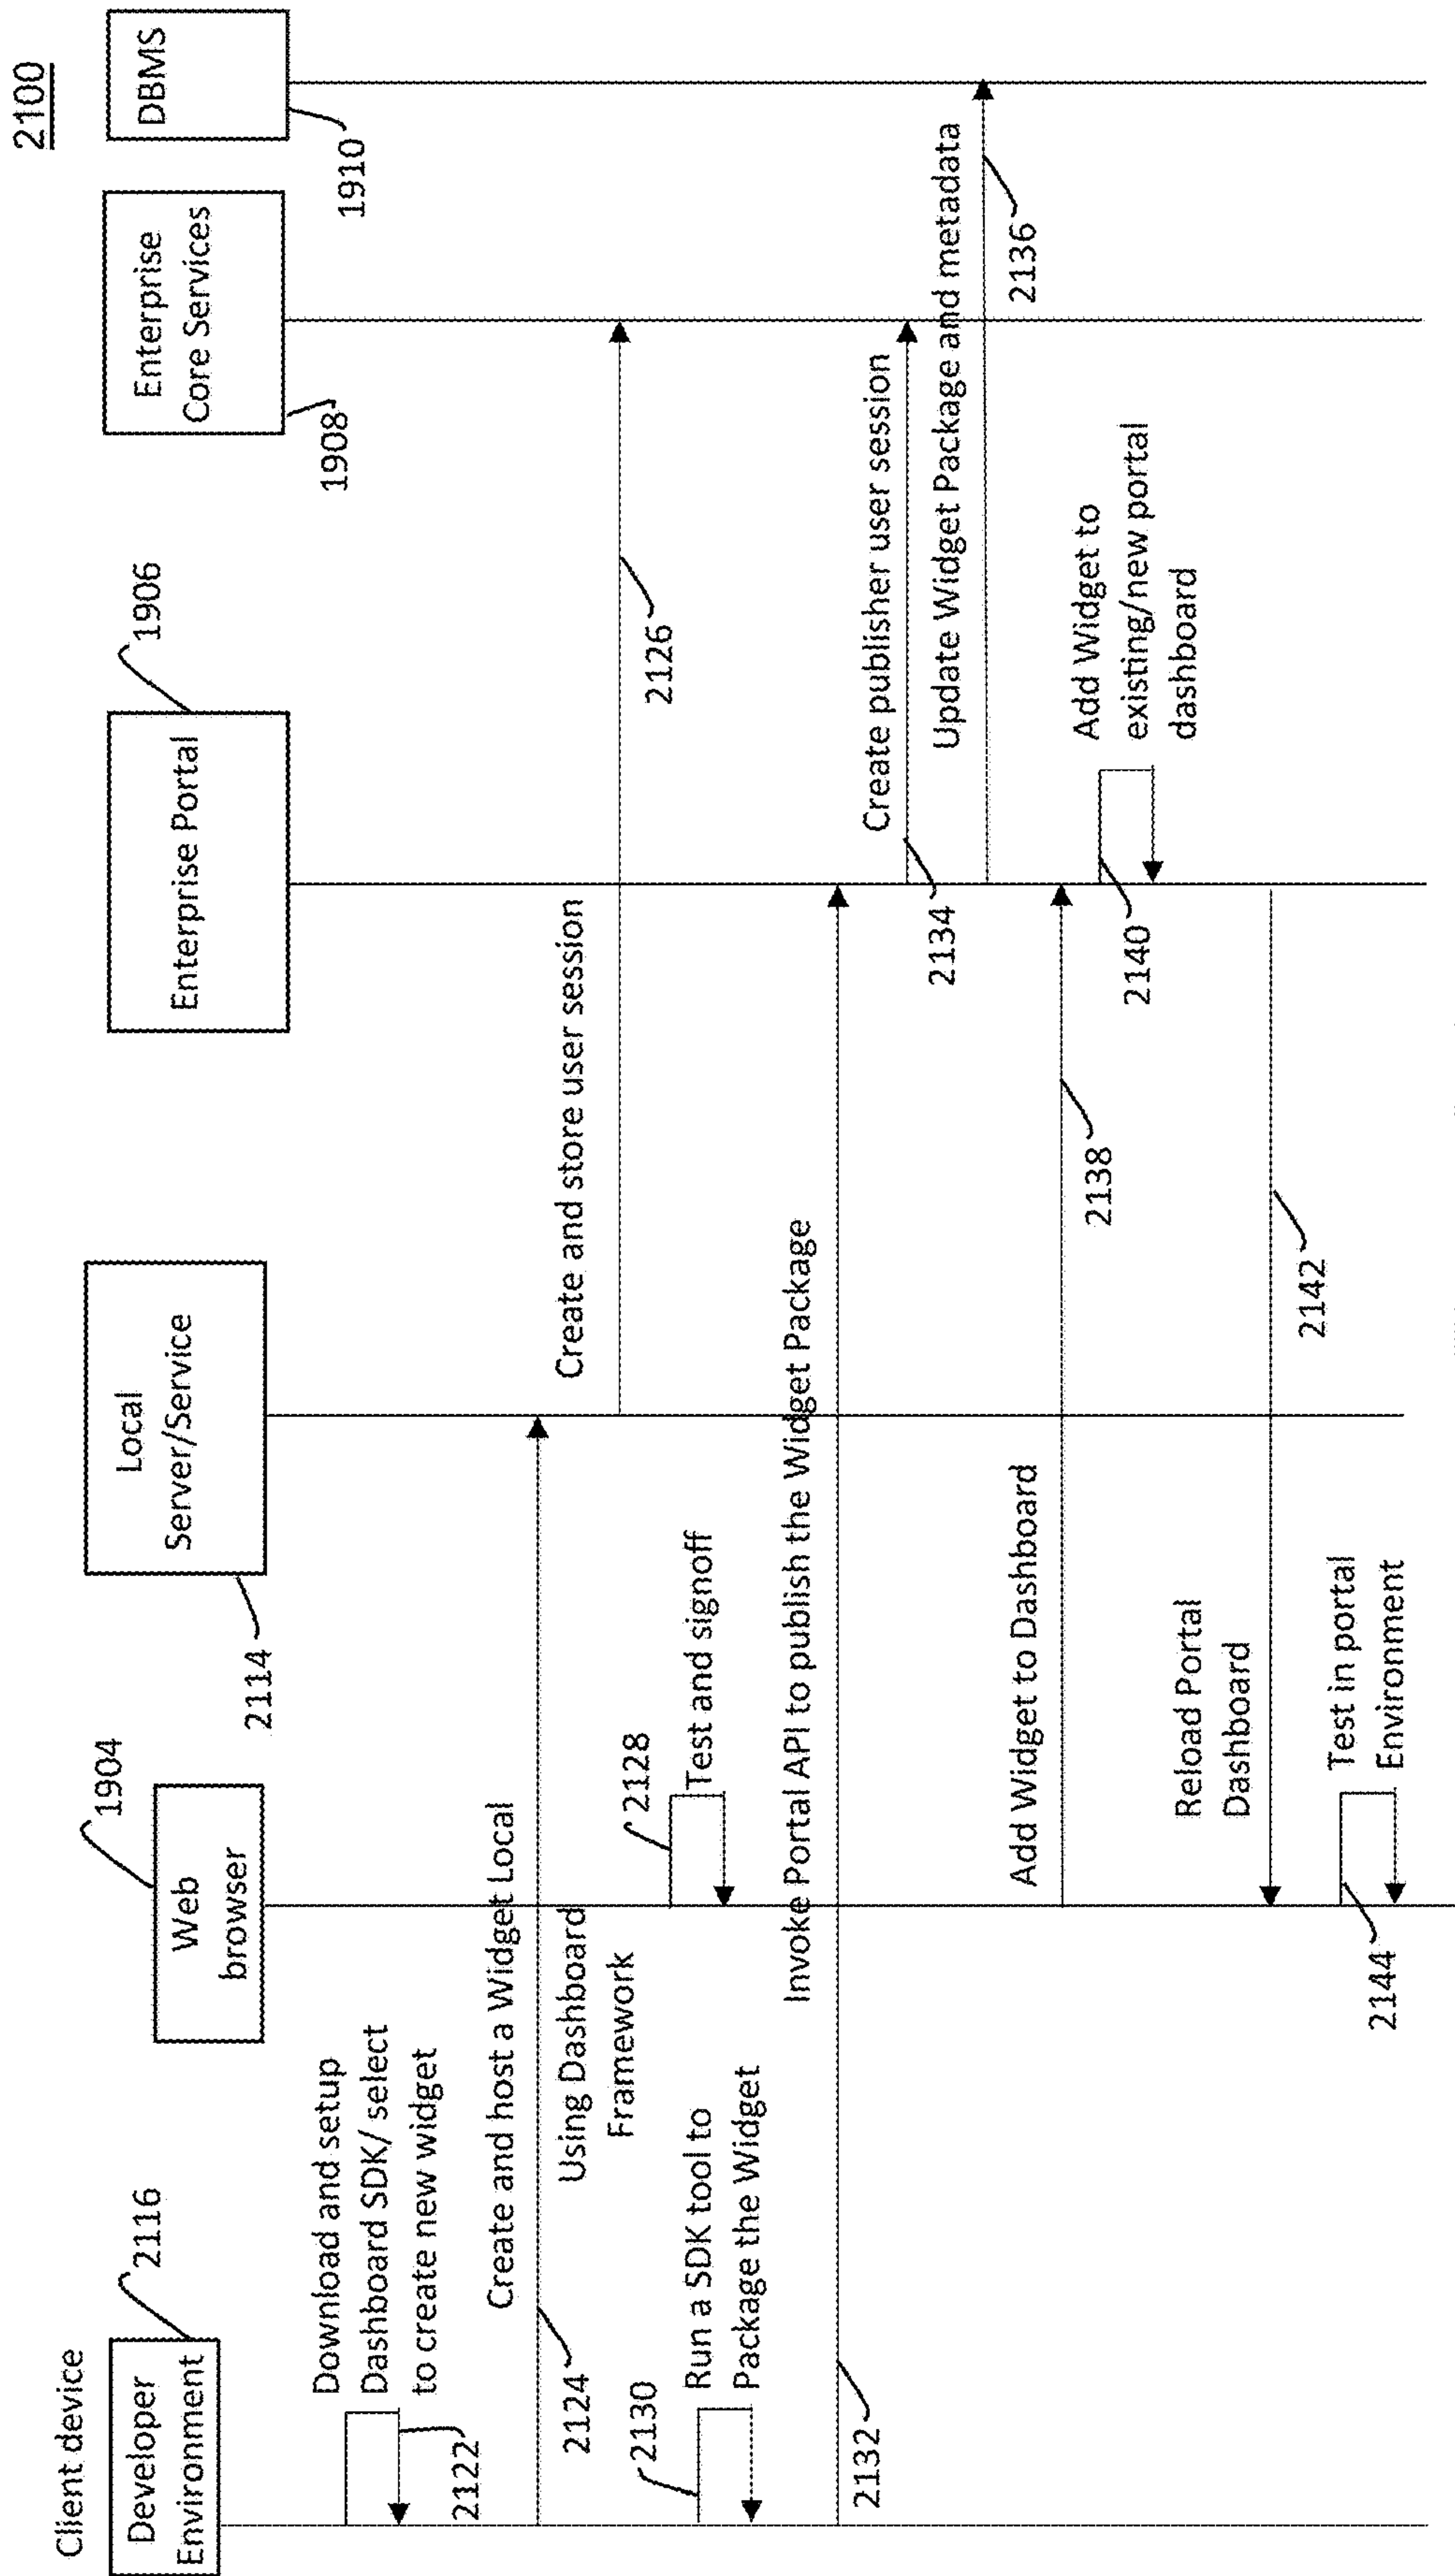 2100
Client device
Developer
Environment
2116
Web
browser
1904
Local
Server/Service
2114
Enterprise Portal
1906
Enterprise
Core Services
1908
DBMS
1910
Download and setup
Dashboard SDK/ select
to create new widget
2122
Create and host a Widget Local
Using Dashboard
Framework
2124
Create and store user session
2126
Test and signoff
2128
Run a SDK tool to
Package the Widget
2130
Invoke Portal API to publish the Widget Package
2132
Create publisher user session
2134
Update Widget Package and metadata
2136
Add Widget to Dashboard
2138
Add Widget to
existing/new portal
dashboard
2140
Reload Portal
Dashboard
2142
Test in portal
Environment
2144